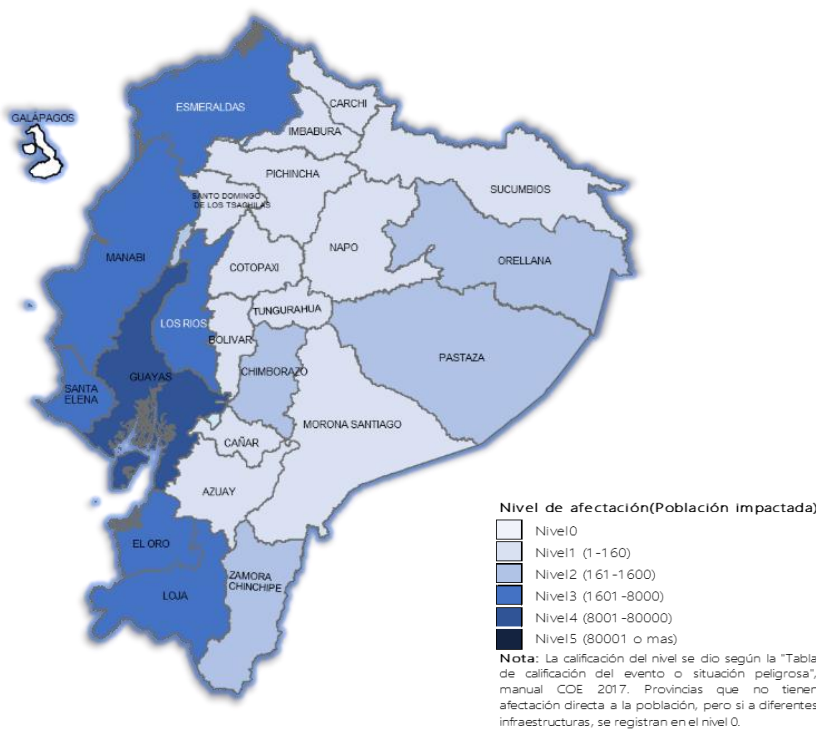 ESMERALDAS
CARCHI
GALÁPAGOS
IMBABURA
PICHINCHA
SUCUMBIOS
SANTO DOMINGO
DE LOS TSACHILAS
NAPO
MANABI
ORELLANA
COTOPAXI
TUNGURAHUA
LOS RIOS
BOLIVAR
PASTAZA
CHIMBORAZO
GUAYAS
SANTA
ELENA
MORONA SANTIAGO
CAÑAR
AZUAY
EL ORO
ZAMORA
CHINCHIPE
LOJA
Nivel de afectación(Población impactada)
Nivel0
Nivel1 (1-160)
Nivel2 (161-1600)
Nivel3 (1601-8000)
Nivel4 (8001-80000)
Nivel5 (80001 o mas)
Nota: La calificación del nivel se dio según la "Tabla
de calificación del evento o situación peligrosa",
manual COE 2017. Provincias que no tienen
afectación directa a la población, pero si a diferentes
infraestructuras, se registran en el nivel 0.